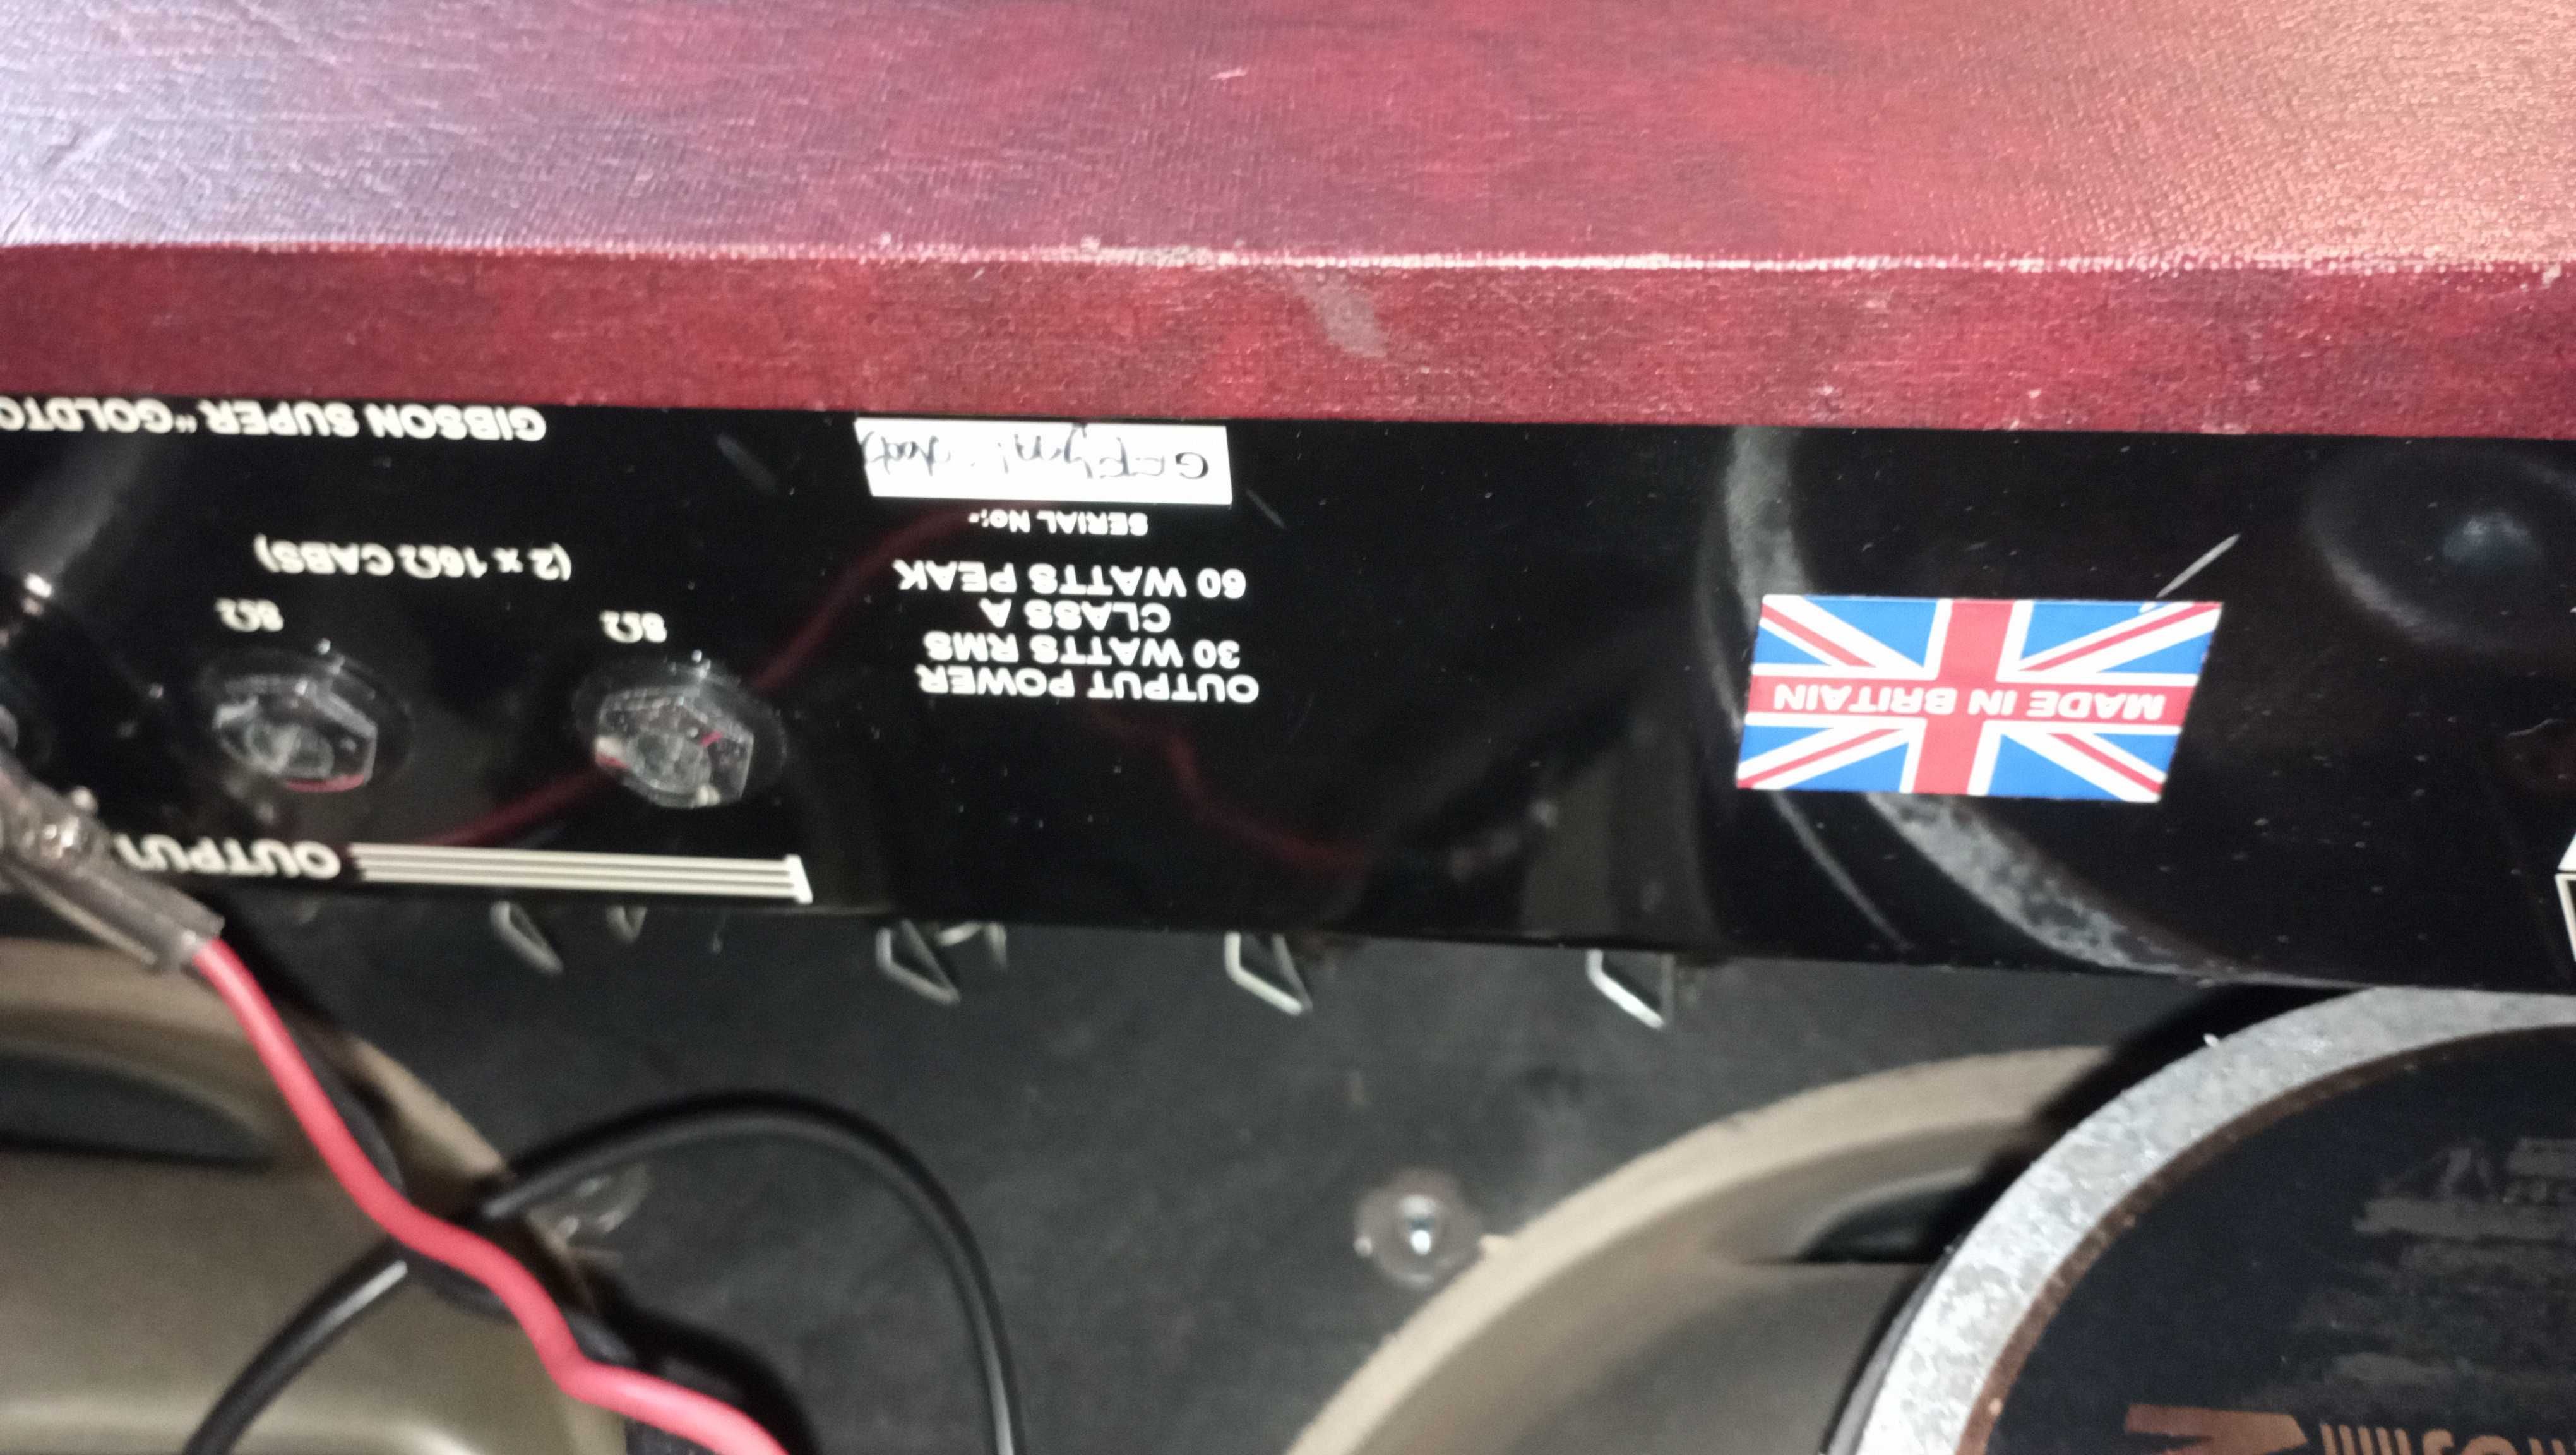 OUTPUT
8Ω 8Ω
(2 x 16Ω CABS)
GIBSON SUPER "GOLDTO
OUTPUT POWER
30 WATTS RMS
CLASS A
60 WATTS PEAK
SERIAL No:-
MADE IN BRITAIN